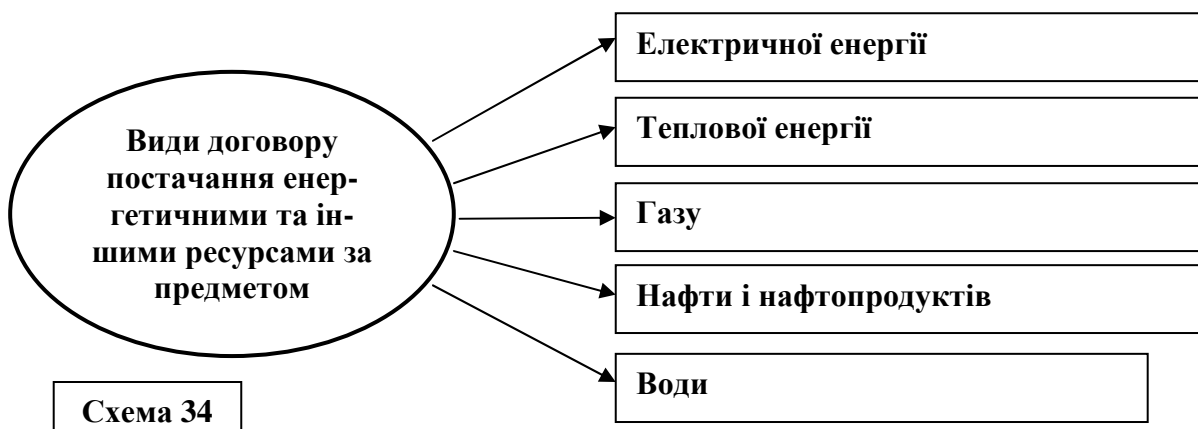 Види договору
постачання енер-
гетичними та ін-
шими ресурсами за
предметом
Електричної енергії
Теплової енергії
Газу
Нафти і нафтопродуктів
Води
Схема 34